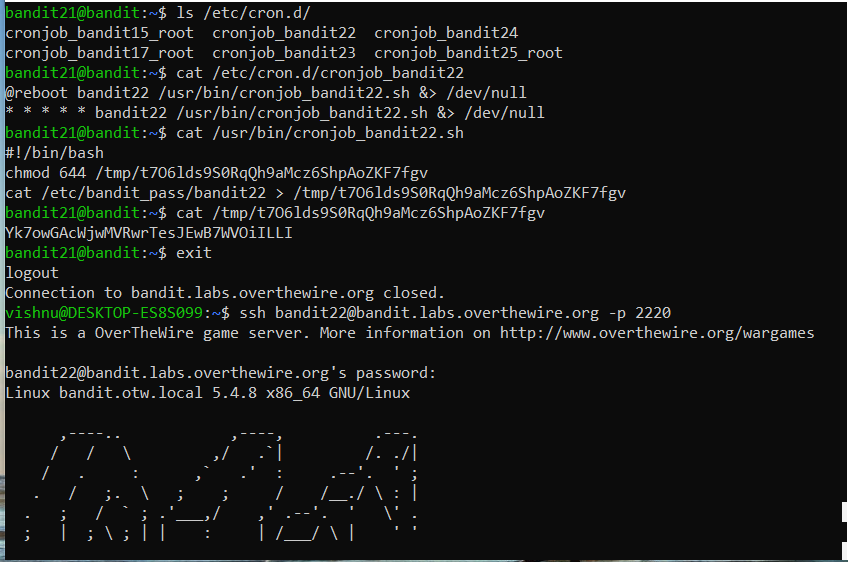 bandit21@bandit:~$ ls /etc/cron.d/
cronjob_bandit15_root  cronjob_bandit22  cronjob_bandit24
cronjob_bandit17_root  cronjob_bandit23  cronjob_bandit25_root
bandit21@bandit:~$ cat /etc/cron.d/cronjob_bandit22
@reboot bandit22 /usr/bin/cronjob_bandit22.sh &> /dev/null
* * * * * bandit22 /usr/bin/cronjob_bandit22.sh &> /dev/null
bandit21@bandit:~$ cat /usr/bin/cronjob_bandit22.sh
#!/bin/bash
chmod 644 /tmp/t7O6lds9S0RqQh9aMcz6ShpAoZKF7fgv
cat /etc/bandit_pass/bandit22 > /tmp/t7O6lds9S0RqQh9aMcz6ShpAoZKF7fgv
bandit21@bandit:~$ cat /tmp/t7O6lds9S0RqQh9aMcz6ShpAoZKF7fgv
Yk7owGAcWjwMVRwrTesJEwB7WVOiILLI
bandit21@bandit:~$ exit
logout
Connection to bandit.labs.overthewire.org closed.
vishnu@DESKTOP-ES8S099:~$ ssh bandit22@bandit.labs.overthewire.org -p 2220
This is a OverTheWire game server. More information on http://www.overthewire.org/wargames
bandit22@bandit.labs.overthewire.org's password:
Linux bandit.otw.local 5.4.8 x86_64 GNU/Linux